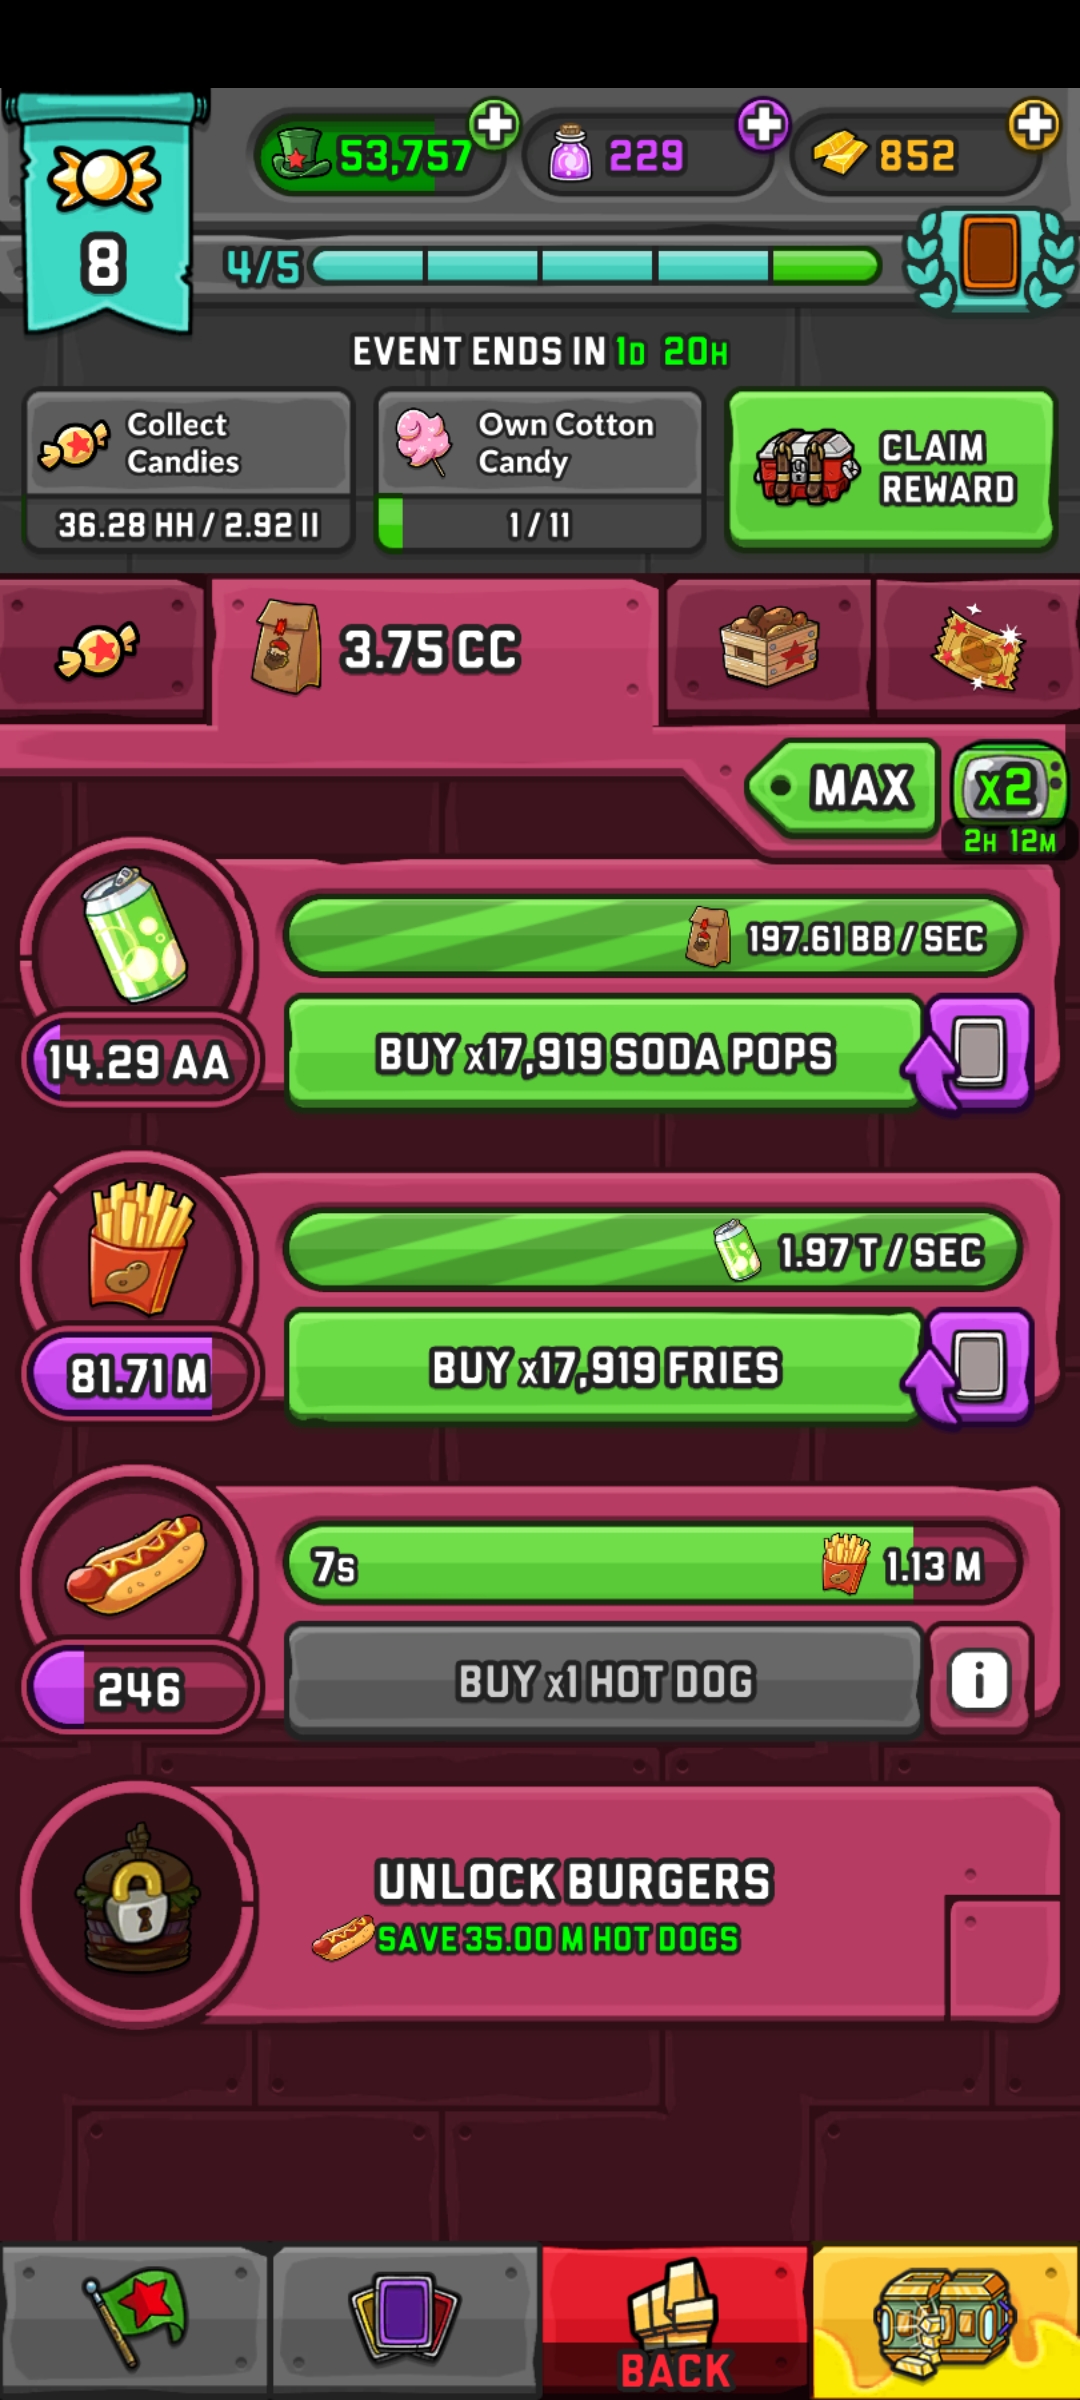 53,757
229
852
8
4/5
EVENT ENDS IN 1D 20H
Collect
Candies
36.28 HH / 2.92 II
Own Cotton
Candy
1 / 11
CLAIM
REWARD
3.75 CC
MAX
x2
2H 12M
197.61 BB / SEC
14.29 AA
BUY x17,919 SODA POPS
1.97 T / SEC
81.71 M
BUY x17,919 FRIES
7s
1.13 M
246
BUY x1 HOT DOG
i
UNLOCK BURGERS
SAVE 35.00 M HOT DOGS
BACK